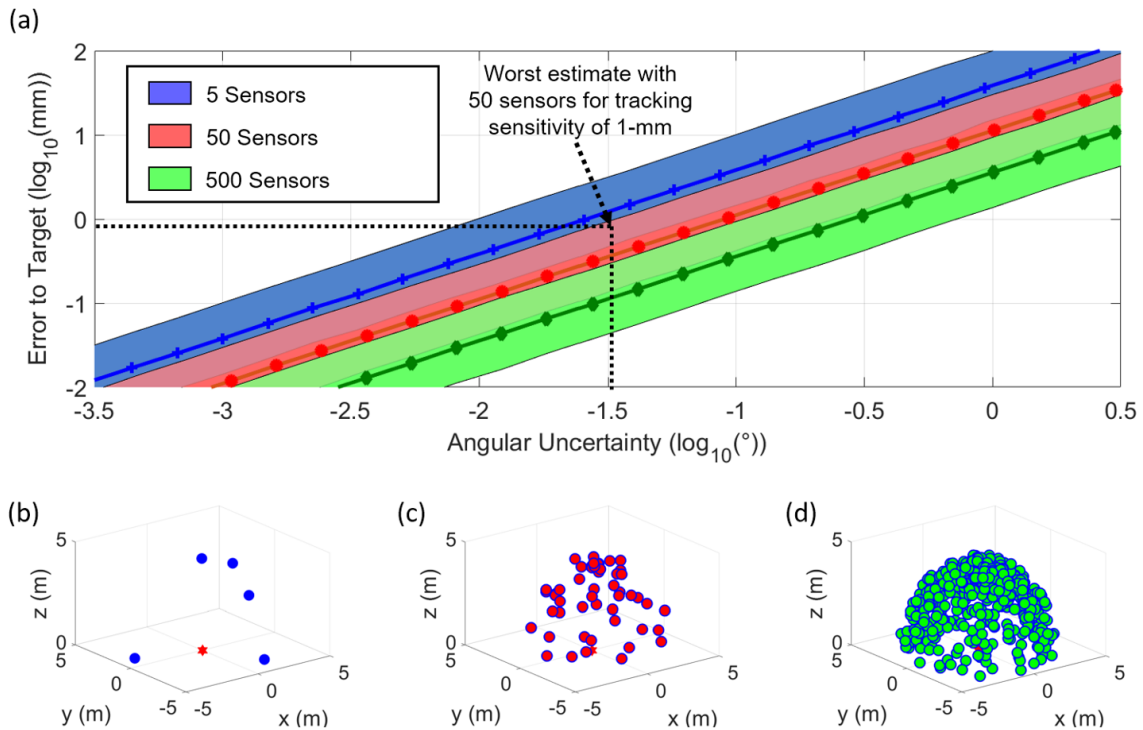 (a)
2
1
0
-1
-2
Error to Target (log10(mm))
5 Sensors
50 Sensors
500 Sensors
Worst estimate with
50 sensors for tracking
sensitivity of 1-mm
-3.5 -3 -2.5 -2 -1.5 -1 -0.5 0 0.5
Angular Uncertainty (log10(°))
(b)
5
z (m)
0
5
0
-5
y (m)
-5
0
5
x (m)
(c)
5
z (m)
0
5
0
-5
y (m)
-5
0
5
x (m)
(d)
5
z (m)
0
5
0
-5
y (m)
-5
0
5
x (m)